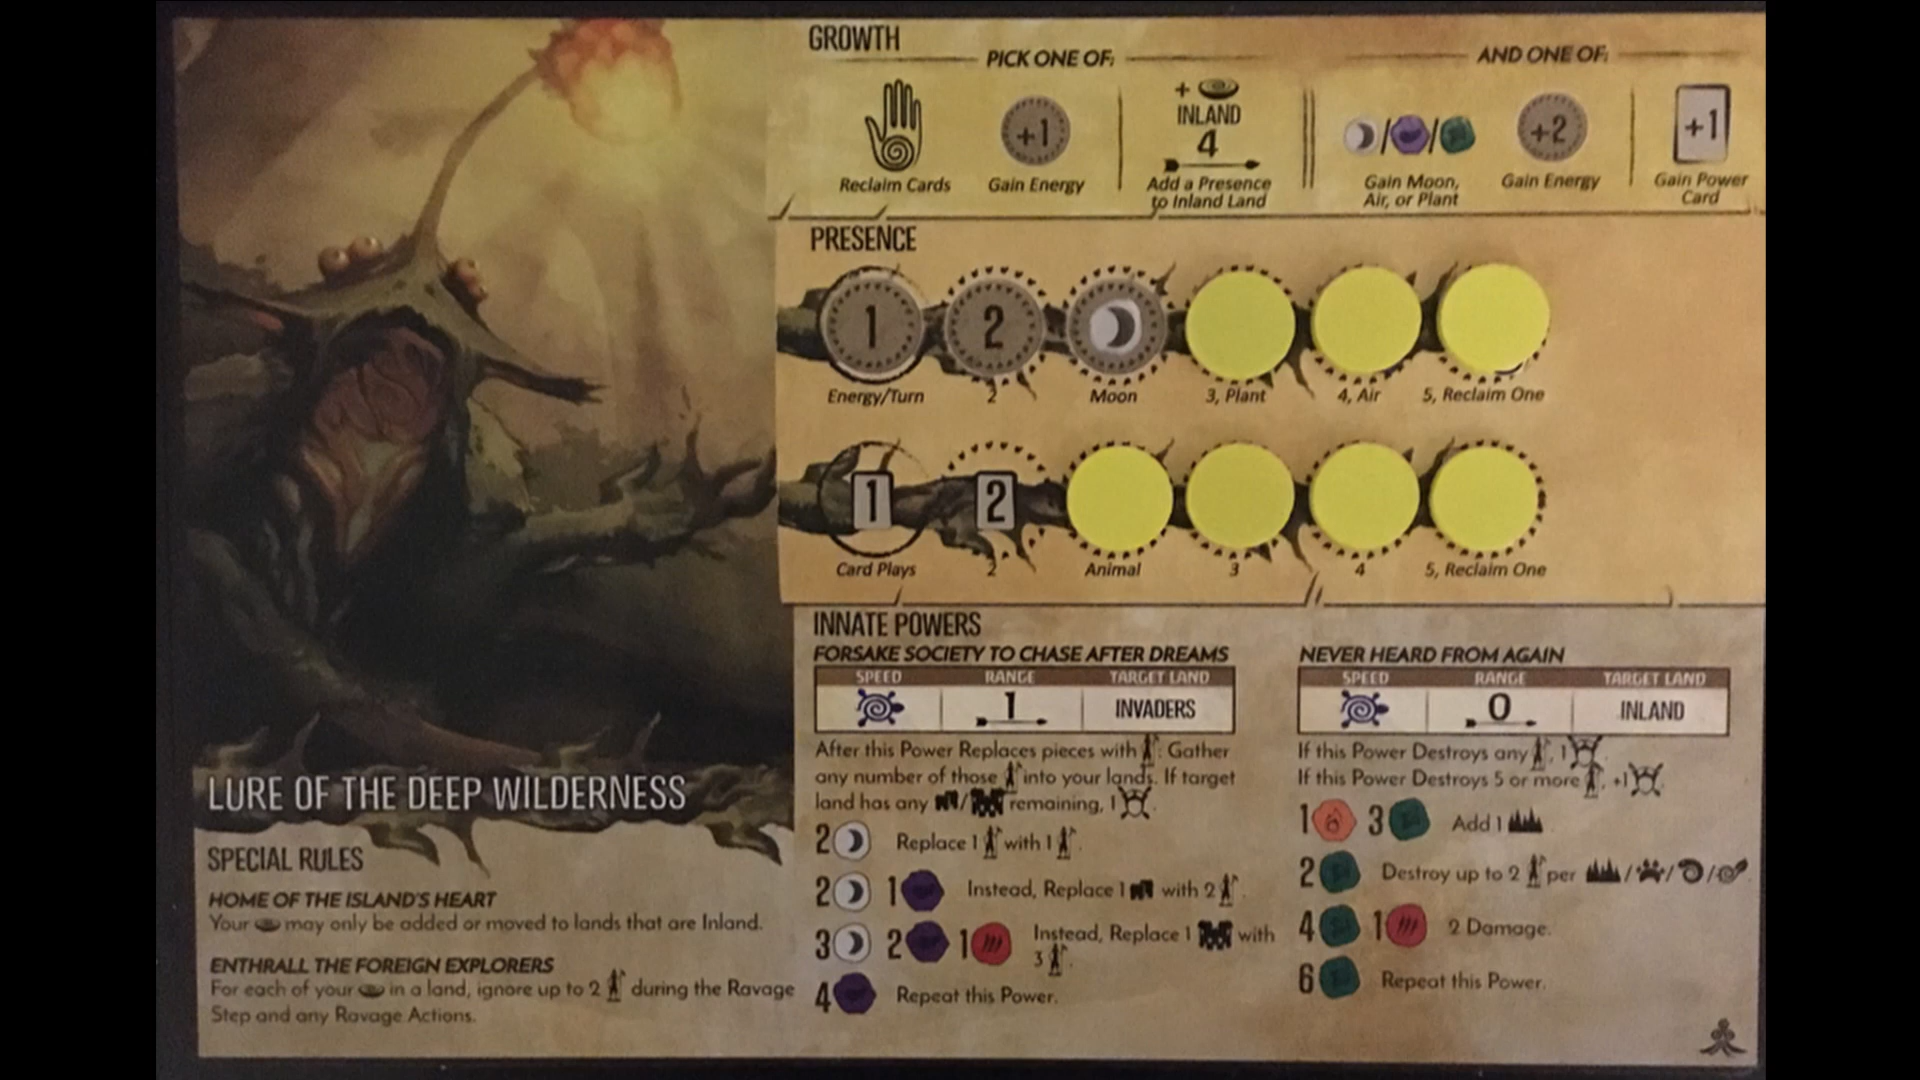 GROWTH
PICK ONE OF:
AND ONE OF:
+
INLAND
4
+1
/ /
+2
+1
Reclaim Cards
Gain Energy
Add a Presence
to Inland Land
Gain Moon,
Air, or Plant
Gain Energy
Gain Power
Card
PRESENCE
1
2
Energy/Turn
2
Moon
3, Plant
4, Air
5, Reclaim One
1
2
Card Plays
2
Animal
3
4
5, Reclaim One
LURE OF THE DEEP WILDERNESS
SPECIAL RULES
HOME OF THE ISLAND'S HEART
Your may only be added or moved to lands that are Inland.
ENTHRALL THE FOREIGN EXPLORERS
For each of your in a land, ignore up to 2 during the Ravage
Step and any Ravage Actions.
INNATE POWERS
FORSAKE SOCIETY TO CHASE AFTER DREAMS
SPEED RANGE TARGET LAND
1 INVADERS
After this Power Replaces pieces with : Gather
any number of those into your lands. If target
land has any / remaining, 1 .
2 Replace 1 with 1 .
2 1 Instead, Replace 1 with 2 .
3 2 1 Instead, Replace 1 with
3 .
4 Repeat this Power.
NEVER HEARD FROM AGAIN
SPEED RANGE TARGET LAND
0 INLAND
If this Power Destroys any , 1 .
If this Power Destroys 5 or more , +1 .
1 3 Add 1 .
2 Destroy up to 2 per / / / .
4 1 2 Damage.
6 Repeat this Power.